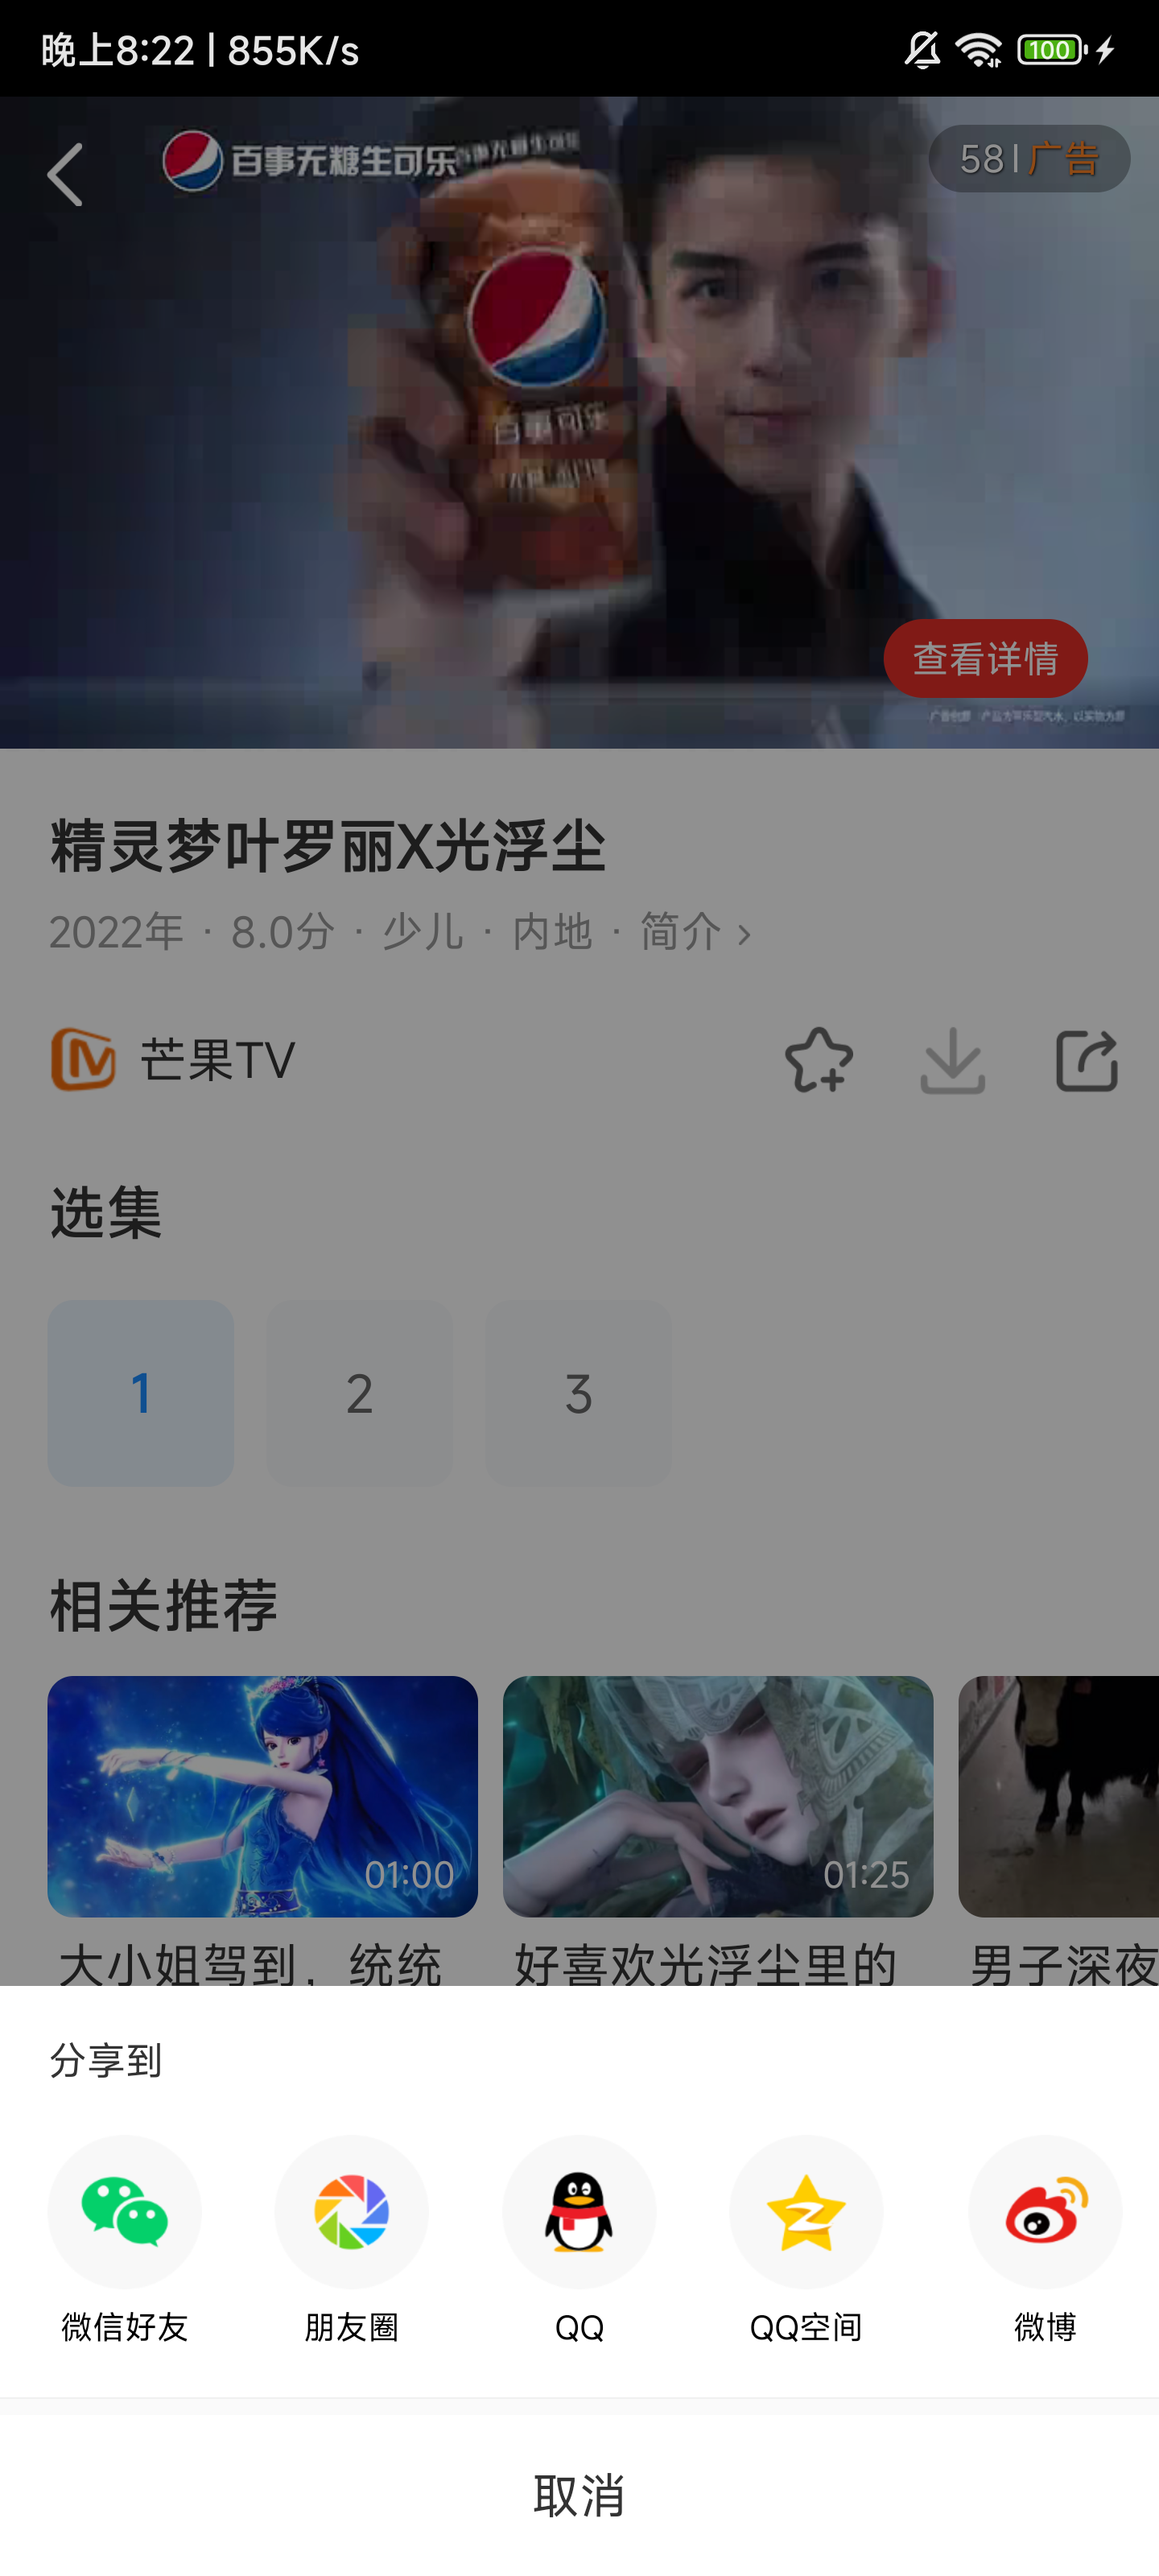 晚上8:22 | 855K/s
100
百事无糖生可乐
58 | 广告
百事可乐
查看详情
精灵梦叶罗丽X光浮尘
2022年 · 8.0分 · 少儿 · 内地 · 简介 >
芒果TV
选集
1
2
3
相关推荐
01:00
01:25
大小姐驾到，统统
好喜欢光浮尘里的
男子深夜
分享到
微信好友
朋友圈
QQ
QQ空间
微博
取消